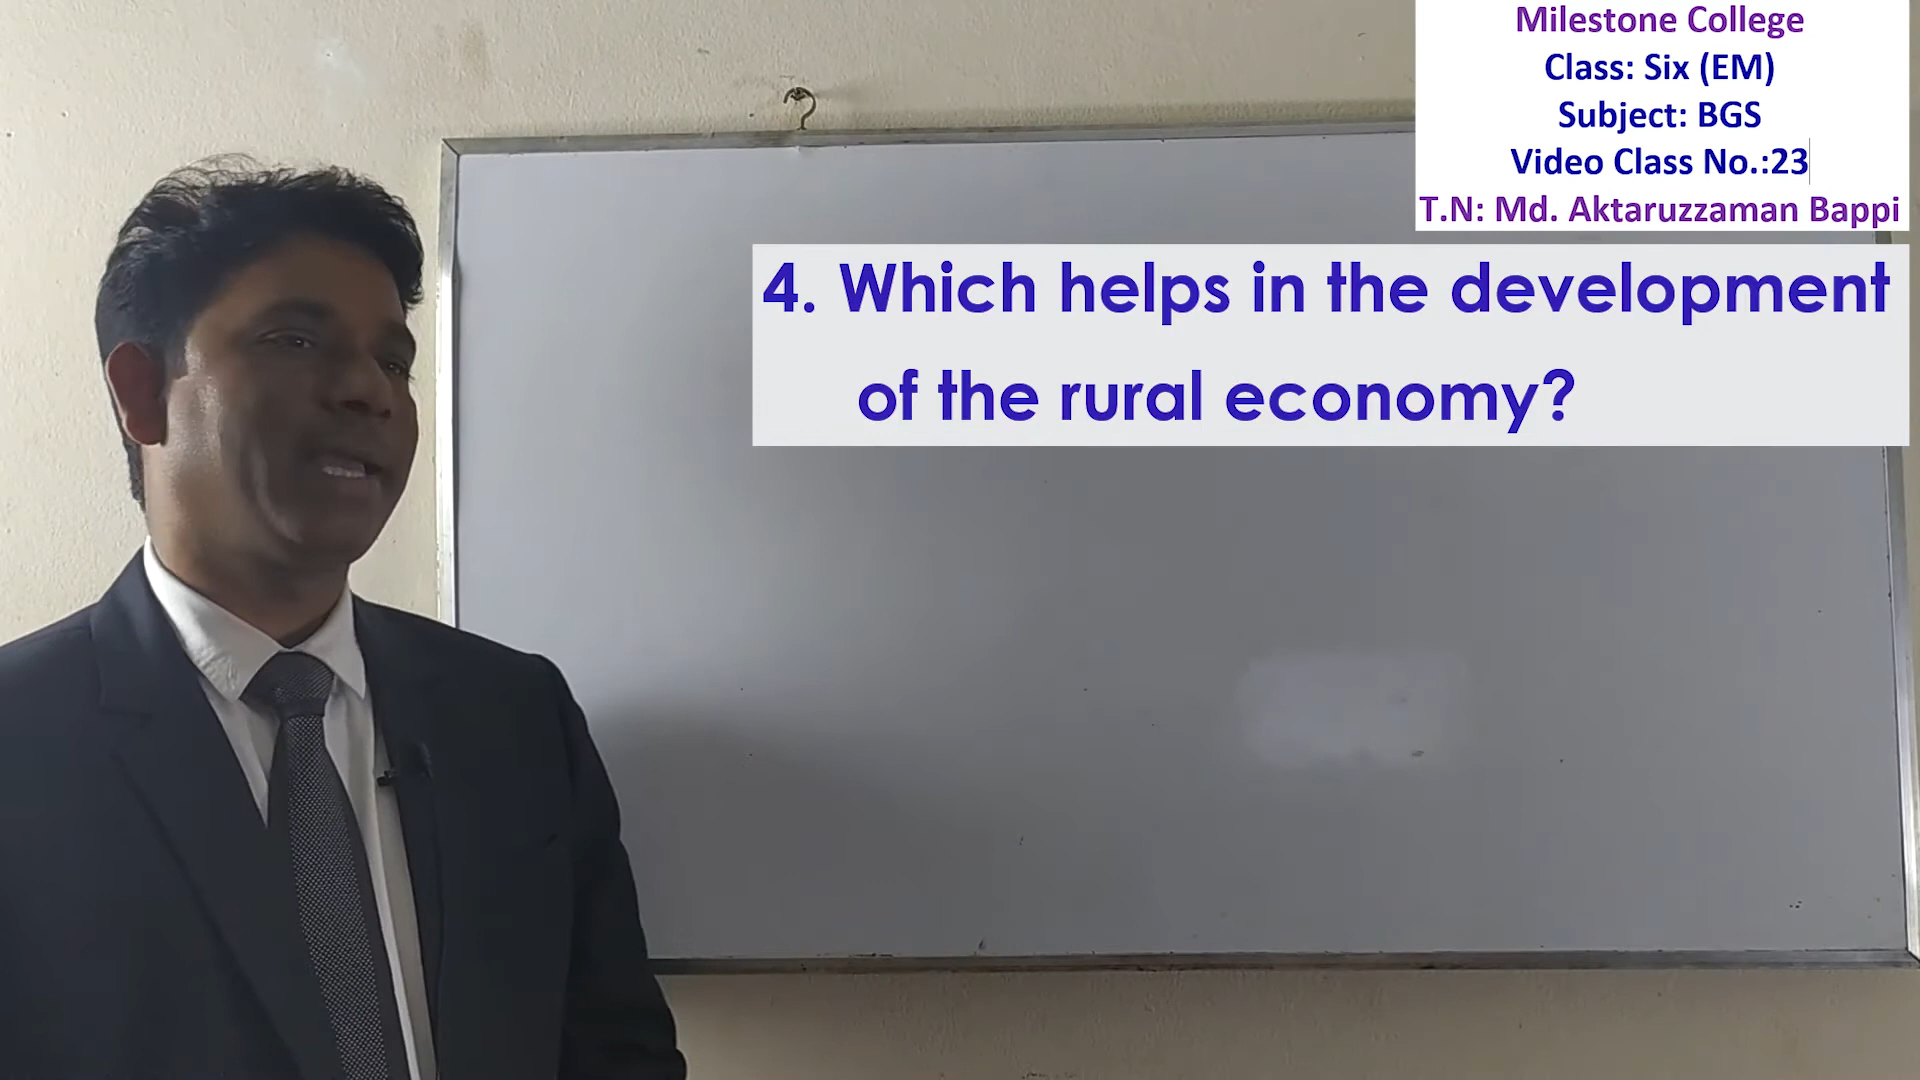 Milestone College
Class: Six (EM)
Subject: BGS
Video Class No.:23
T.N: Md. Aktaruzzaman Bappi
4. Which helps in the development
of the rural economy?